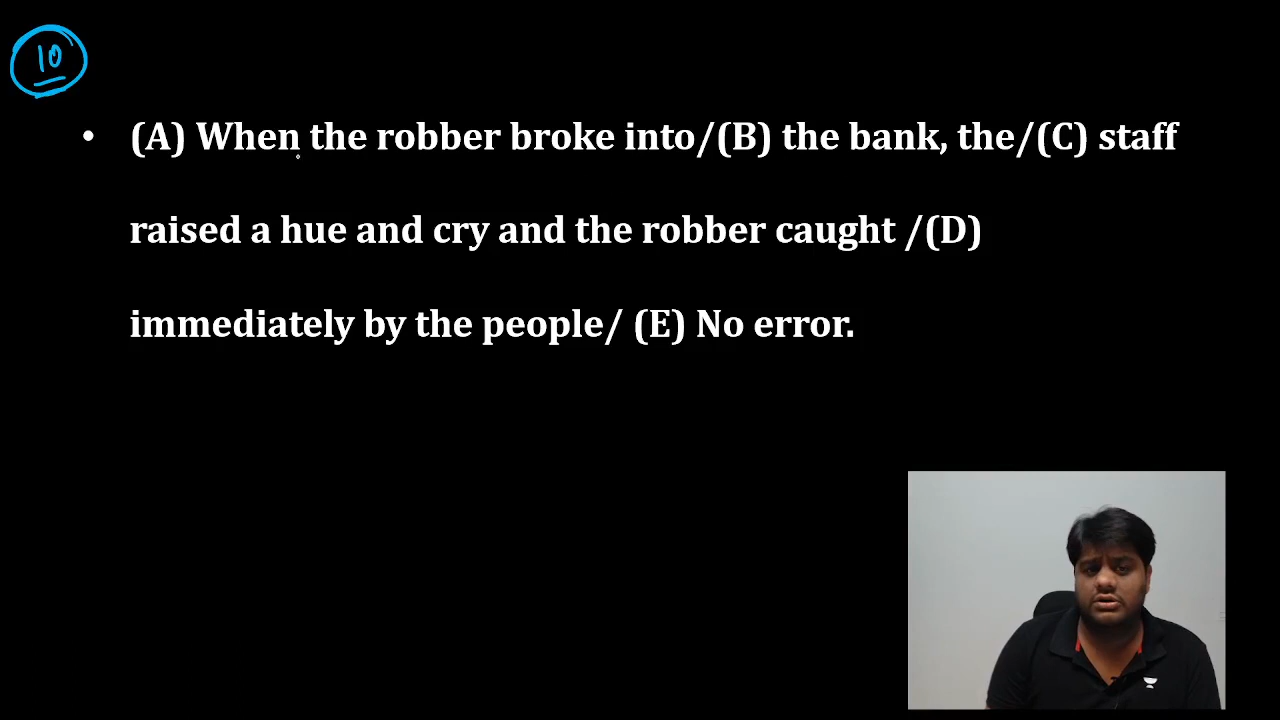 10
• (A) When the robber broke into/(B) the bank, the/(C) staff
raised a hue and cry and the robber caught /(D)
immediately by the people/ (E) No error.